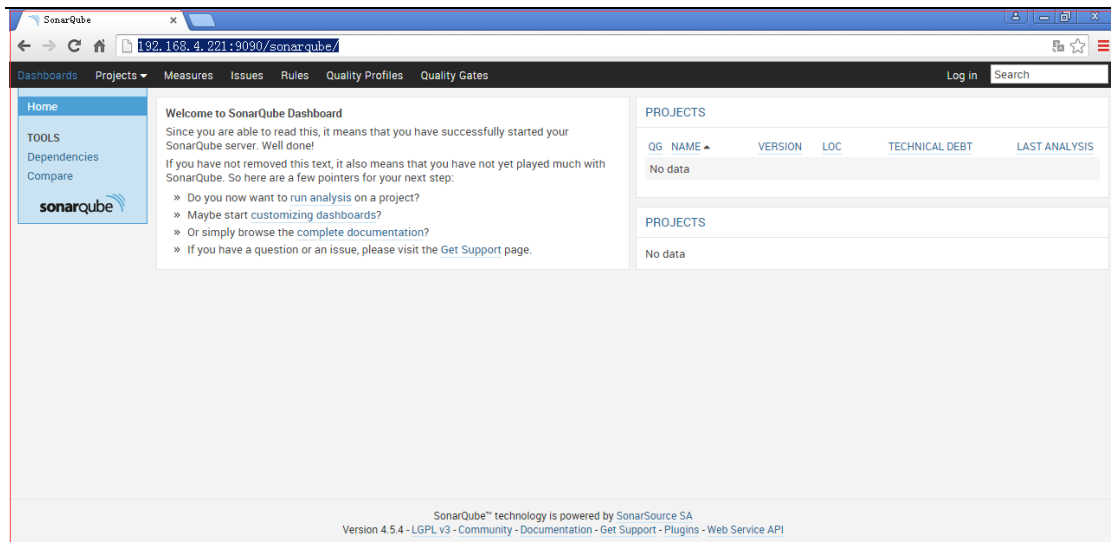 SonarQube
192.168.4.221:9090/sonarqube/
Dashboards Projects Measures Issues Rules Quality Profiles Quality Gates Log in Search
Home
TOOLS
Dependencies
Compare
sonarqube
Welcome to SonarQube Dashboard
Since you are able to read this, it means that you have successfully started your
SonarQube server. Well done!
If you have not removed this text, it also means that you have not yet played much with
SonarQube. So here are a few pointers for your next step:
» Do you now want to run analysis on a project?
» Maybe start customizing dashboards?
» Or simply browse the complete documentation?
» If you have a question or an issue, please visit the Get Support page.
PROJECTS
QG NAME VERSION LOC TECHNICAL DEBT LAST ANALYSIS
No data
PROJECTS
No data
SonarQube™ technology is powered by SonarSource SA
Version 4.5.4 - LGPL v3 - Community - Documentation - Get Support - Plugins - Web Service API